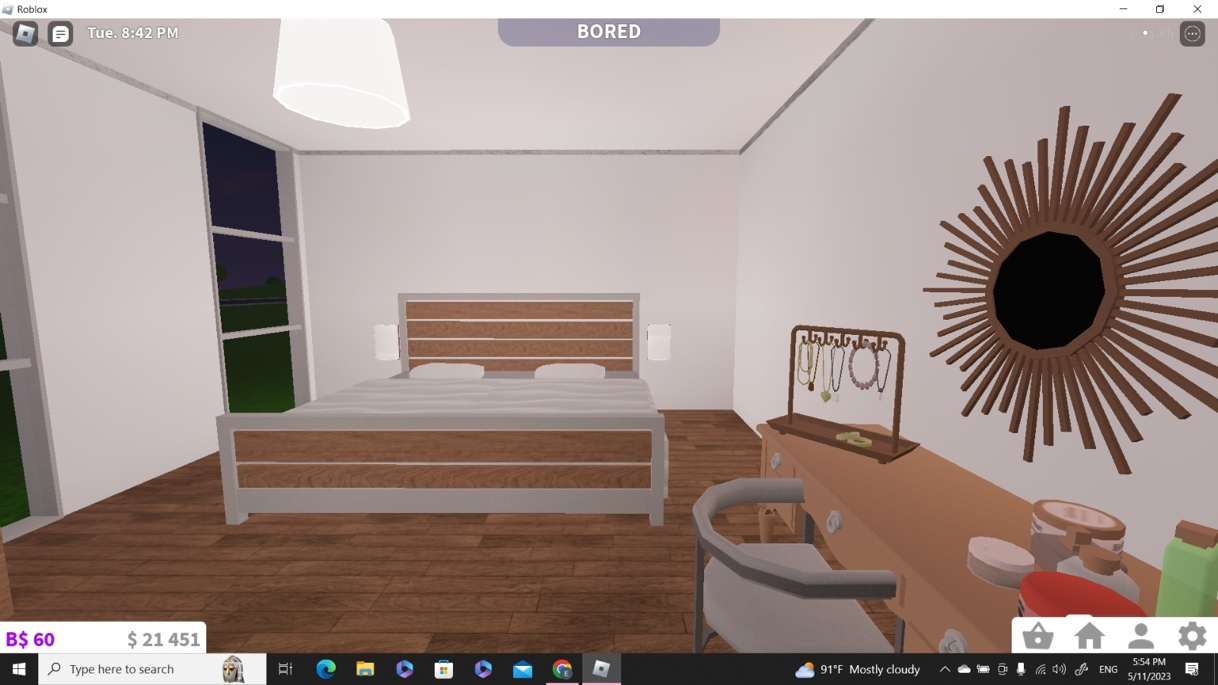 Roblox
Tue. 8:42 PM
BORED
B$ 60
$ 21 451
Type here to search
91°F Mostly cloudy
ENG
5:54 PM
5/11/2023